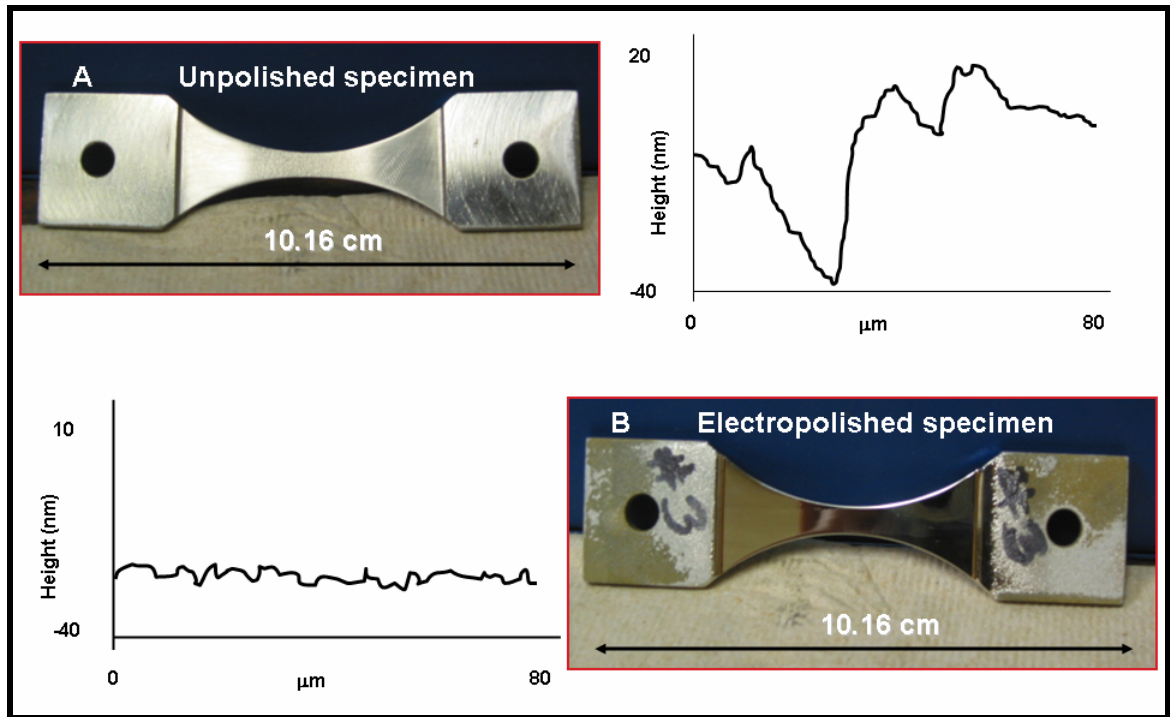 A Unpolished specimen
10.16 cm
20
Height (nm)
-40
0 μm 80
10
Height (nm)
-40
0 μm 80
B Electropolished specimen
#3
10.16 cm